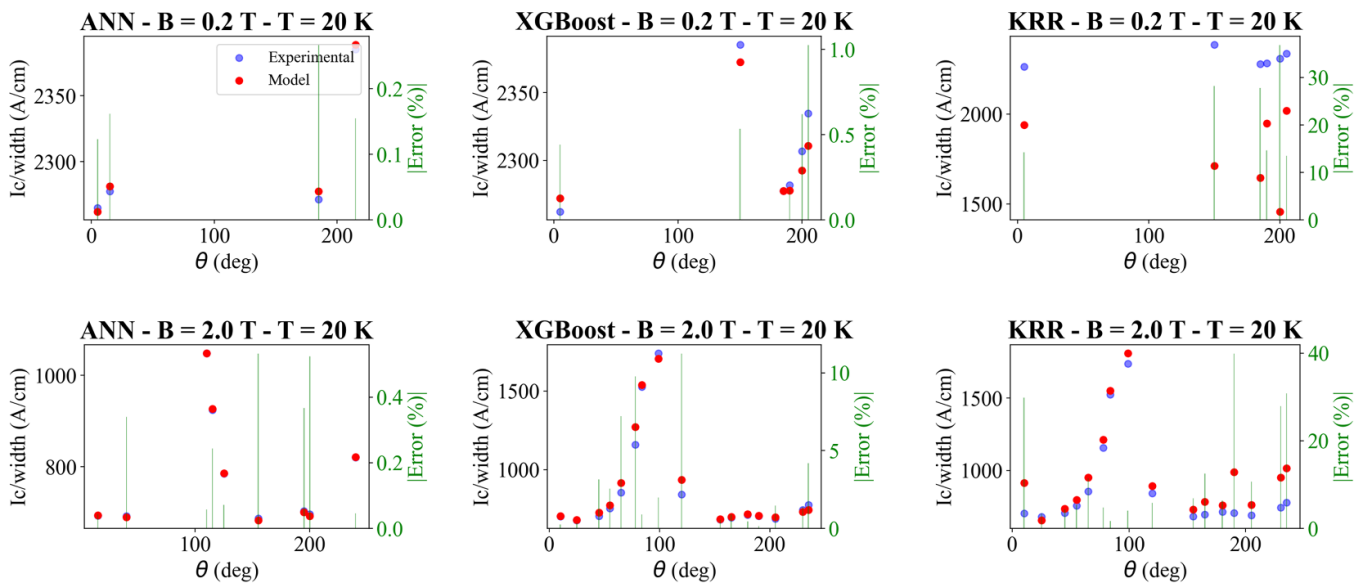 ANN - B = 0.2 T - T = 20 K
Ic/width (A/cm)
2350
2300
Experimental
Model
0.2
0.1
0.0
|Error (%)|
0
100
200
θ (deg)
XGBoost - B = 0.2 T - T = 20 K
Ic/width (A/cm)
2350
2300
1.0
0.5
0.0
|Error (%)|
0
100
200
θ (deg)
KRR - B = 0.2 T - T = 20 K
Ic/width (A/cm)
2000
1500
30
20
10
0
|Error (%)|
0
100
200
θ (deg)
ANN - B = 2.0 T - T = 20 K
Ic/width (A/cm)
1000
800
0.4
0.2
0.0
|Error (%)|
0
100
200
θ (deg)
XGBoost - B = 2.0 T - T = 20 K
Ic/width (A/cm)
1500
1000
10
5
0
|Error (%)|
0
100
200
θ (deg)
KRR - B = 2.0 T - T = 20 K
Ic/width (A/cm)
1500
1000
40
20
0
|Error (%)|
0
100
200
θ (deg)